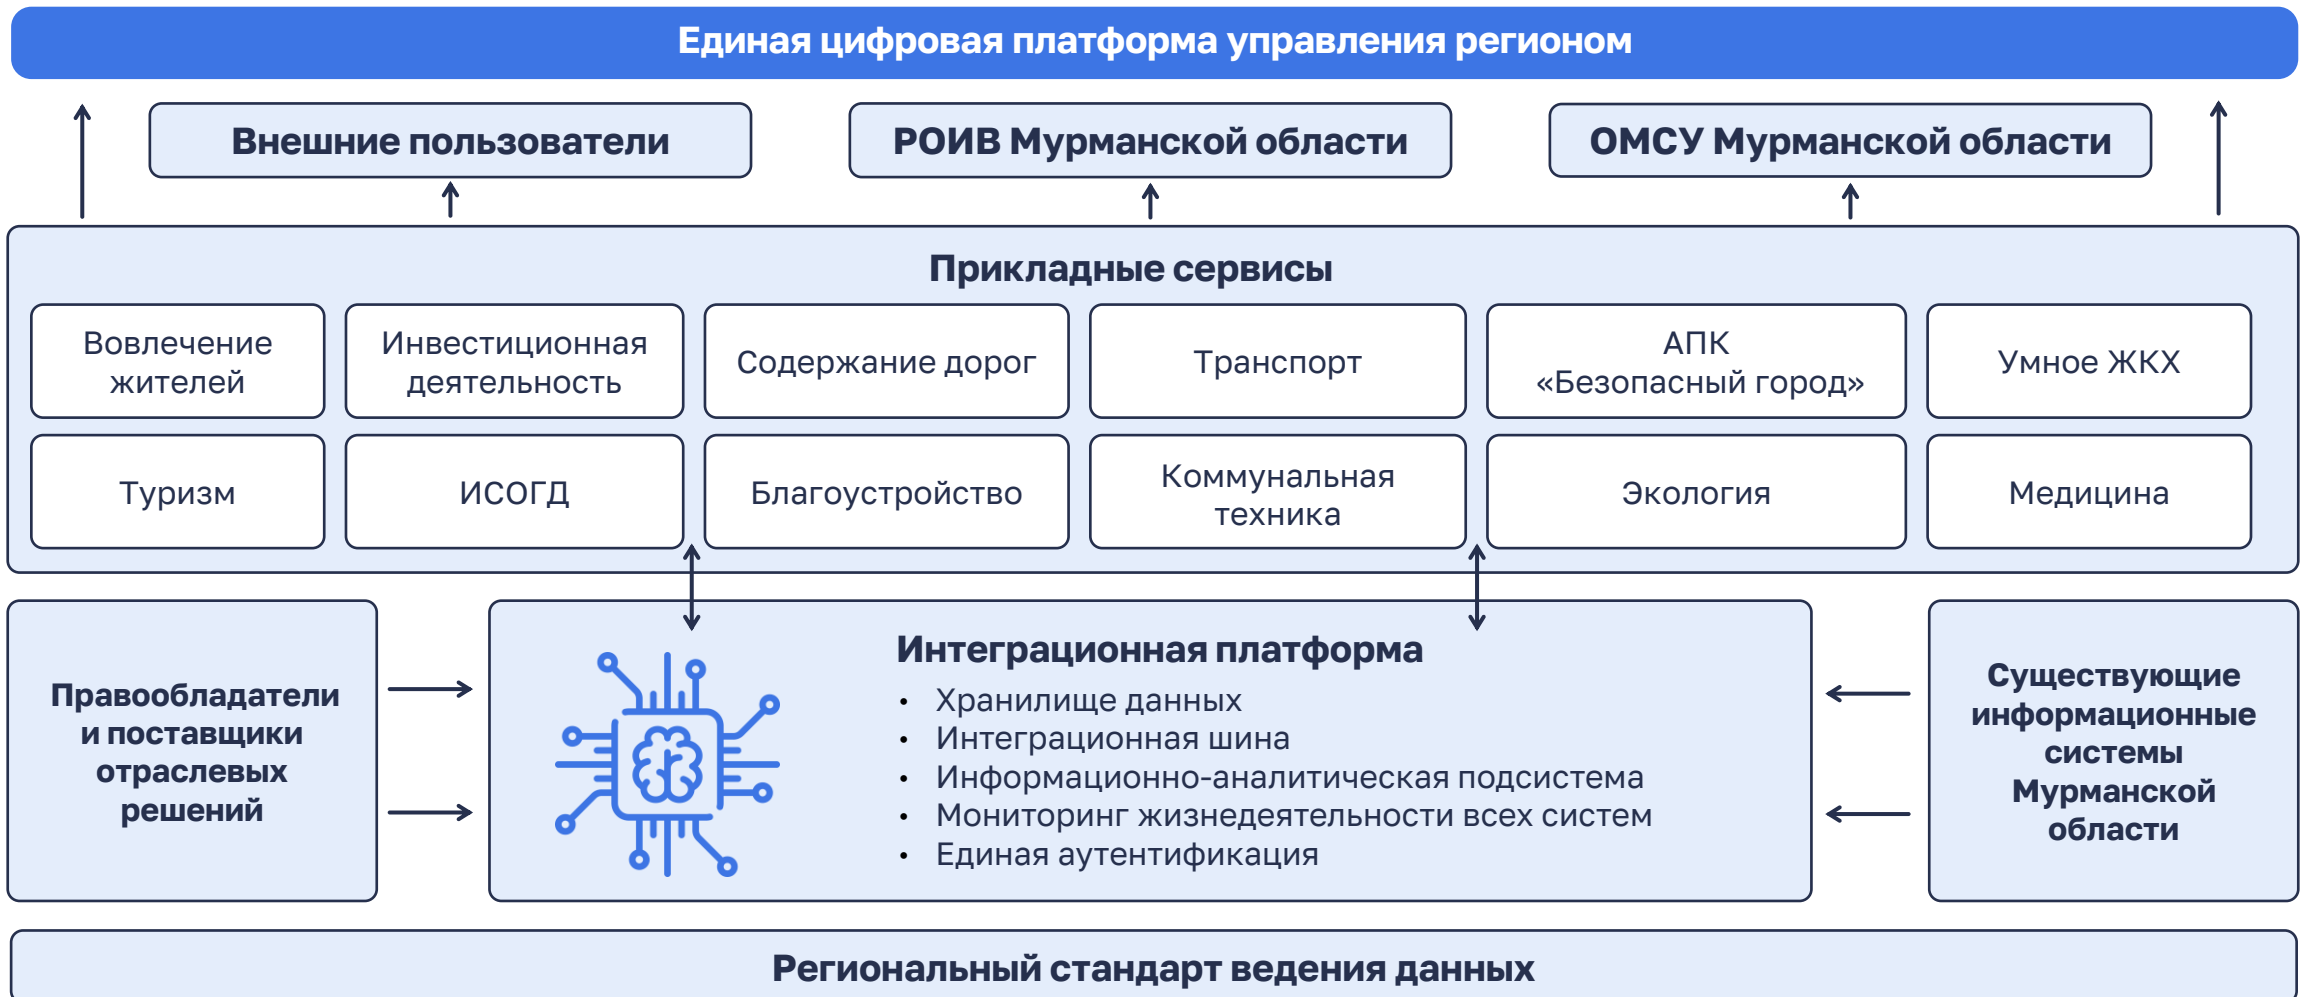 Единая цифровая платформа управления регионом
Внешние пользователи
РОИВ Мурманской области
ОМСУ Мурманской области
Прикладные сервисы
Вовлечение
жителей
Инвестиционная
деятельность
Содержание дорог
Транспорт
АПК
«Безопасный город»
Умное ЖКХ
Туризм
ИСОГД
Благоустройство
Коммунальная
техника
Экология
Медицина
Правообладатели
и поставщики
отраслевых
решений
Интеграционная платформа
• Хранилище данных
• Интеграционная шина
• Информационно-аналитическая подсистема
• Мониторинг жизнедеятельности всех систем
• Единая аутентификация
Существующие
информационные
системы
Мурманской
области
Региональный стандарт ведения данных